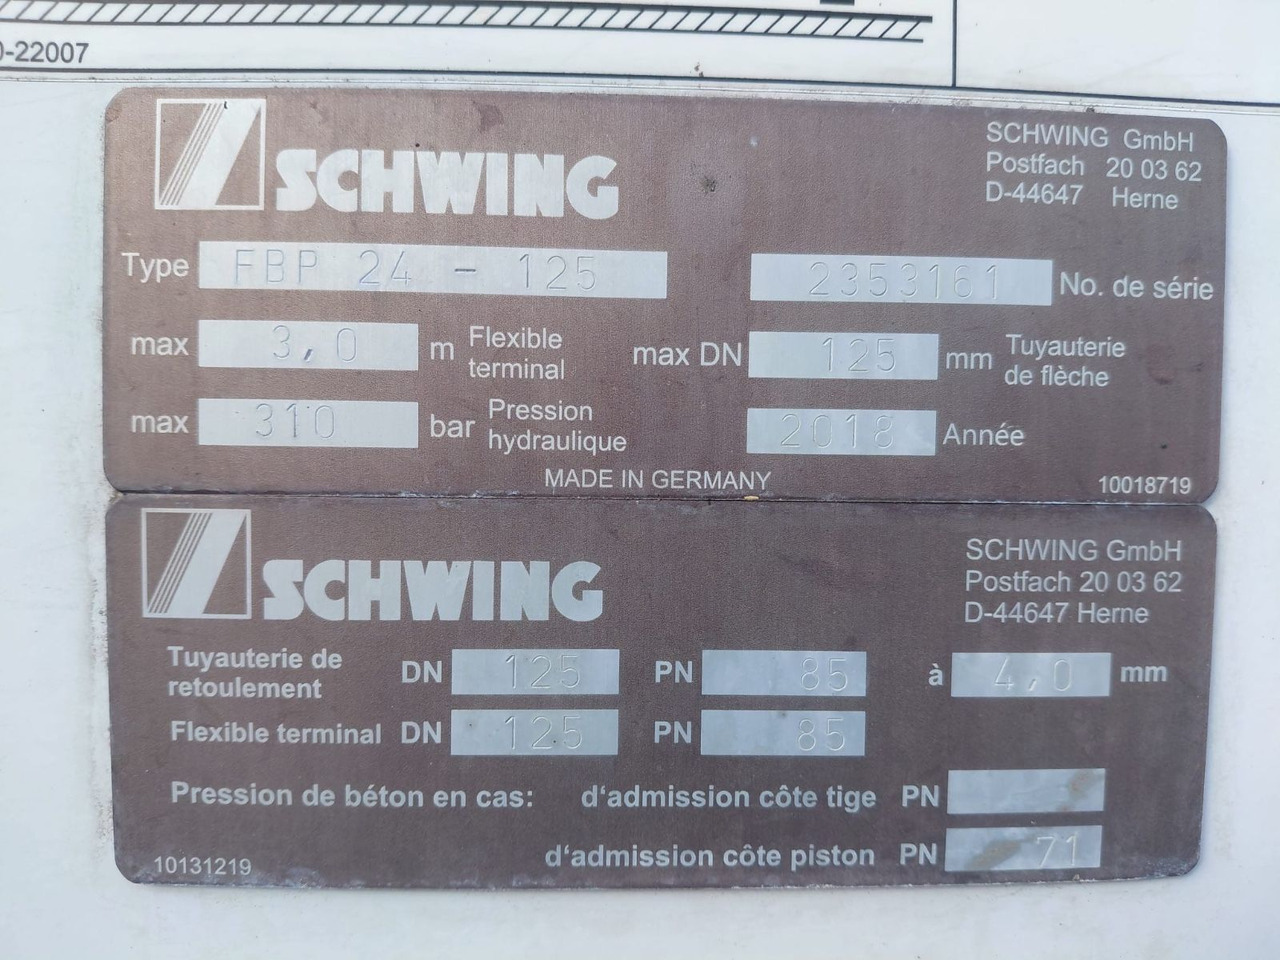 0-22007
SCHWING
SCHWING GmbH
Postfach 20 03 62
D-44647 Herne
Type FBP 24 - 125 2353161 No. de série
max 3,0 m Flexible terminal max DN 125 mm Tuyauterie de flèche
max 310 bar Pression hydraulique 2018 Année
MADE IN GERMANY 10018719
SCHWING
SCHWING GmbH
Postfach 20 03 62
D-44647 Herne
Tuyauterie de retoulement DN 125 PN 85 à 4,0 mm
Flexible terminal DN 125 PN 85
Pression de béton en cas: d'admission côte tige PN
d'admission côte piston PN 71
10131219